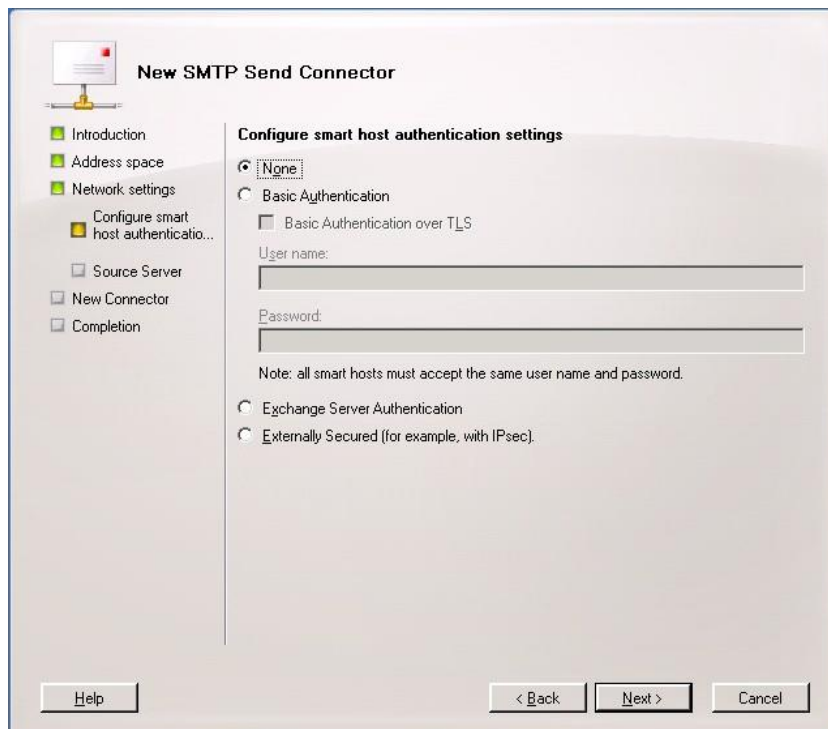 New SMTP Send Connector
Introduction
Address space
Network settings
Configure smart
host authenticatio...
Source Server
New Connector
Completion
Configure smart host authentication settings
None
Basic Authentication
Basic Authentication over TLS
User name:
Password:
Note: all smart hosts must accept the same user name and password.
Exchange Server Authentication
Externally Secured (for example, with IPsec).
Help
< Back
Next >
Cancel